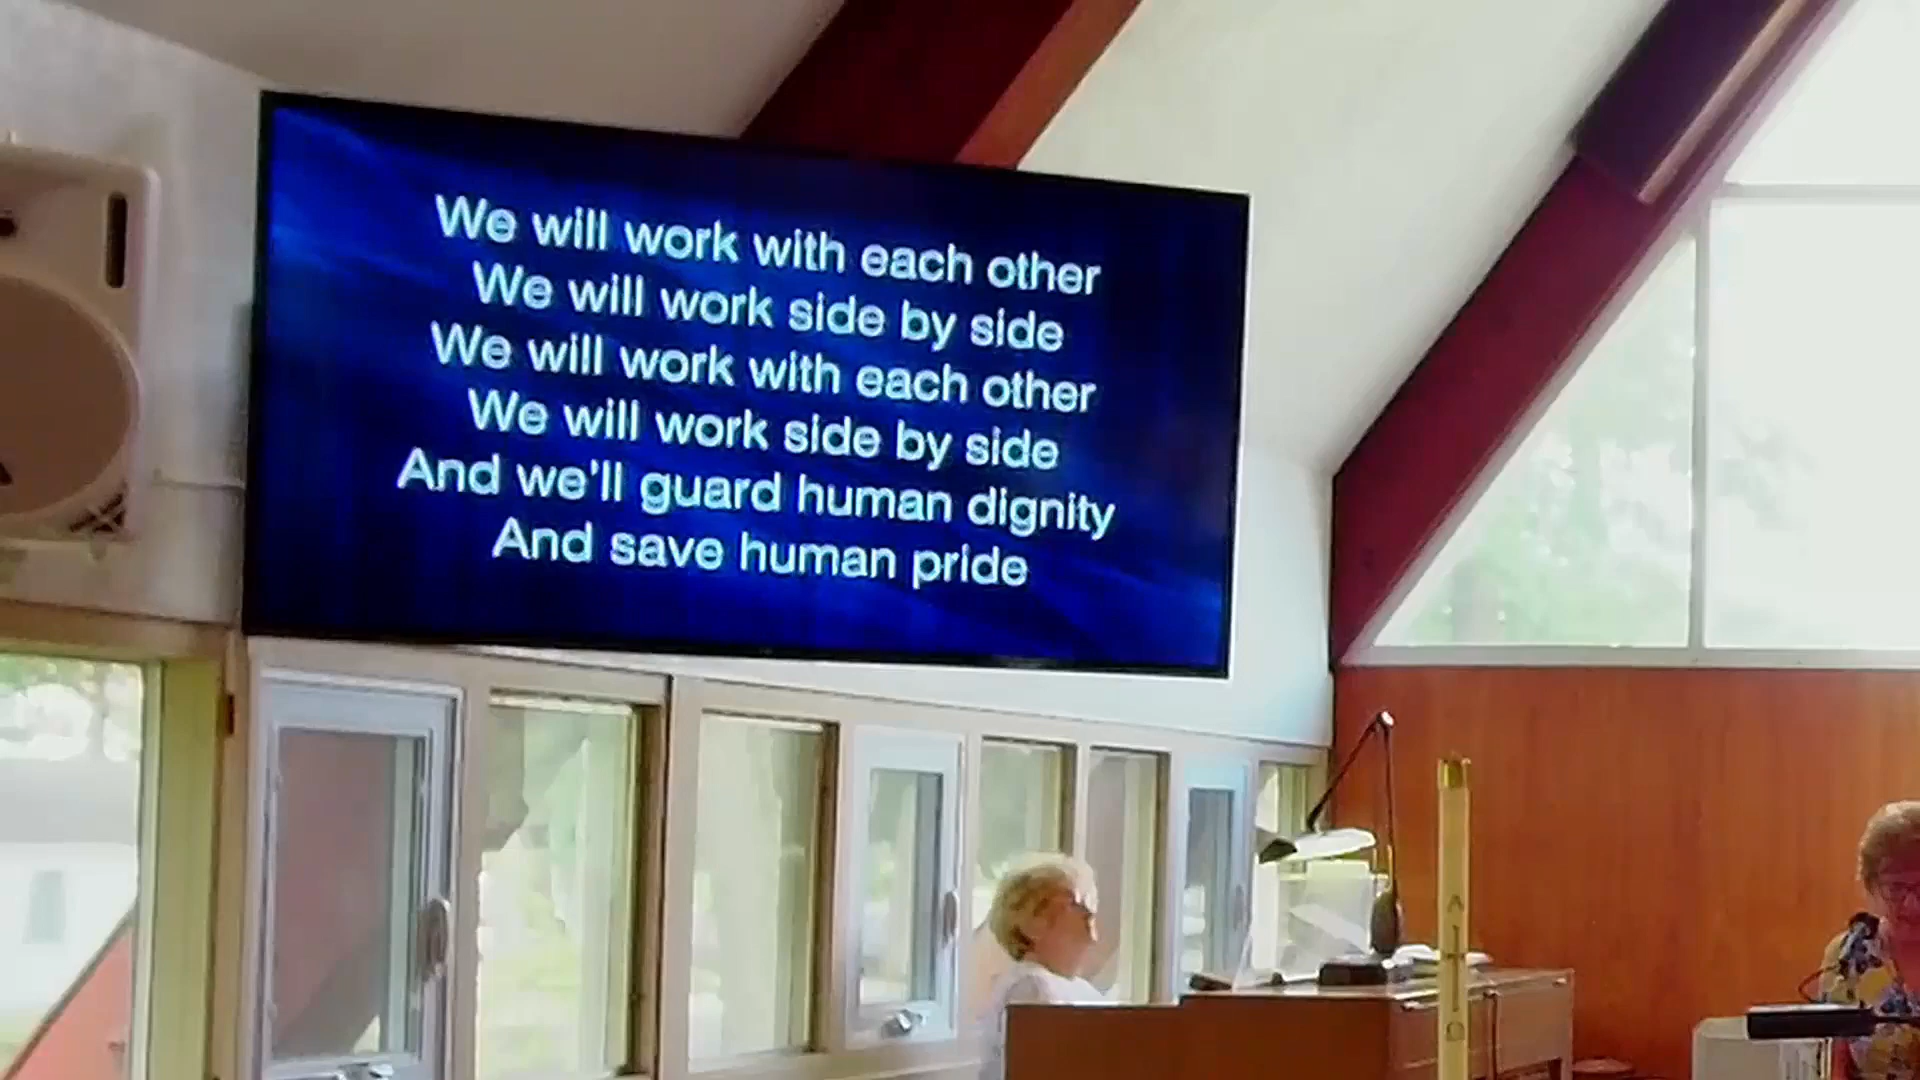 We will work with each other
We will work side by side
We will work with each other
We will work side by side
And we'll guard human dignity
And save human pride